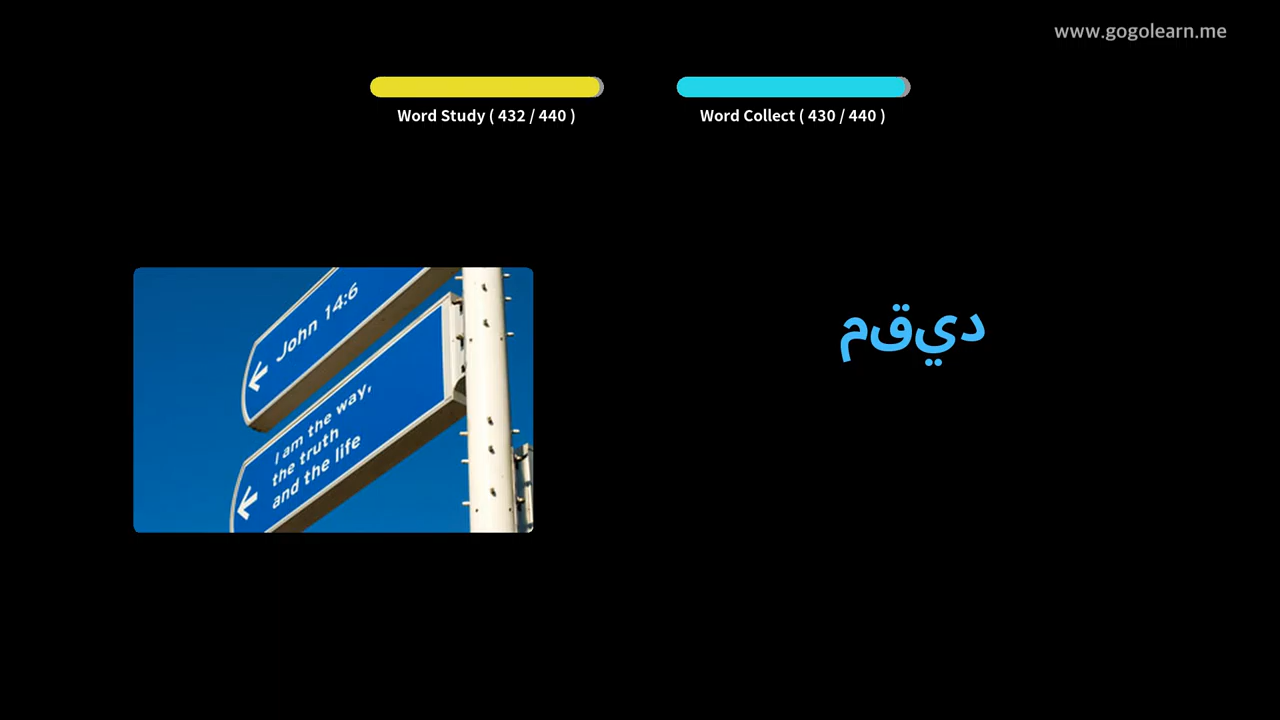 www.gogolearn.me
Word Study ( 432 / 440 )
Word Collect ( 430 / 440 )
John 14:6
I am the way,
the truth
and the life
ديقم